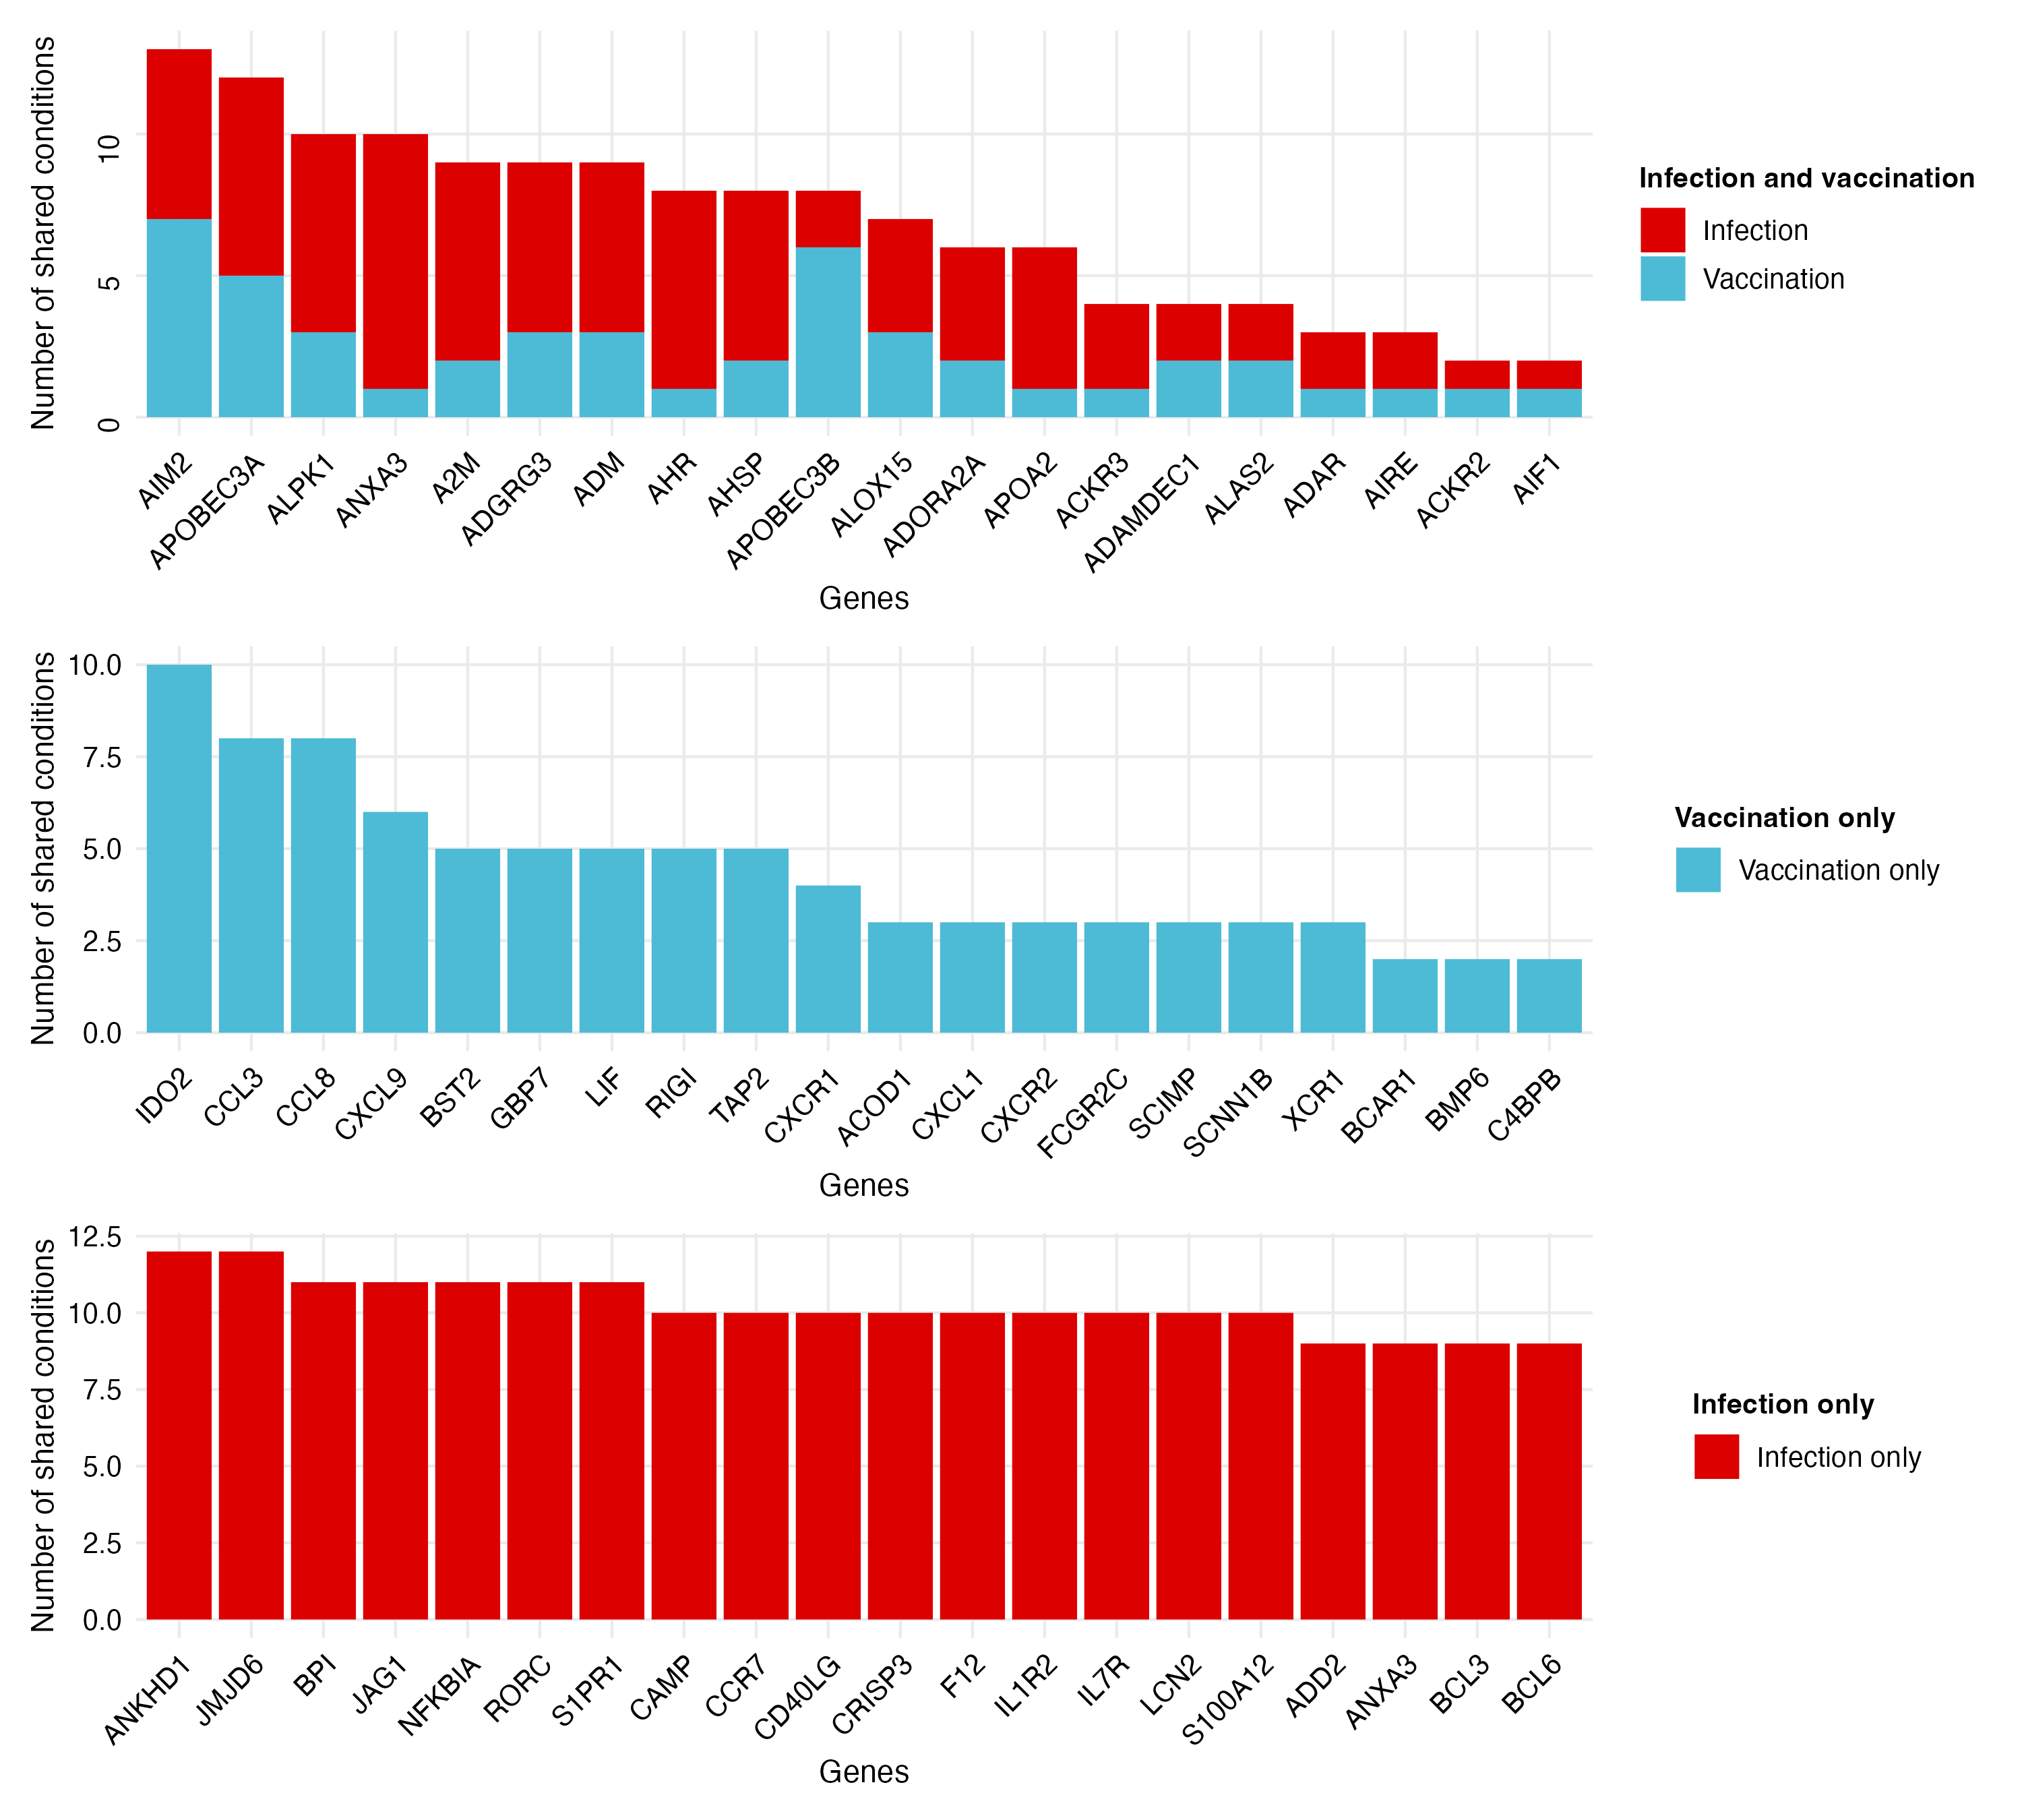 Number of shared conditions
10
5
0
AIM2
APOBEC3A
ALPK1
ANXA3
A2M
ADGRG3
ADM
AHR
AHSP
APOBEC3B
ALOX15
ADORA2A
APOA2
ACKR3
ADAMDEC1
ALAS2
ADAR
AIRE
ACKR2
AIF1
Genes
Infection and vaccination
Infection
Vaccination
Number of shared conditions
10.0
7.5
5.0
2.5
0.0
IDO2
CCL3
CCL8
CXCL9
BST2
GBP7
LIF
RIGI
TAP2
CXCR1
ACOD1
CXCL1
CXCR2
FCGR2C
SCIMP
SCNN1B
XCR1
BCAR1
BMP6
C4BPB
Genes
Vaccination only
Vaccination only
Number of shared conditions
12.5
10.0
7.5
5.0
2.5
0.0
ANKHD1
JMJD6
BPI
JAG1
NFKBIA
RORC
S1PR1
CAMP
CCR7
CD40LG
CRISP3
F12
IL1R2
IL7R
LCN2
S100A12
ADD2
ANXA3
BCL3
BCL6
Genes
Infection only
Infection only